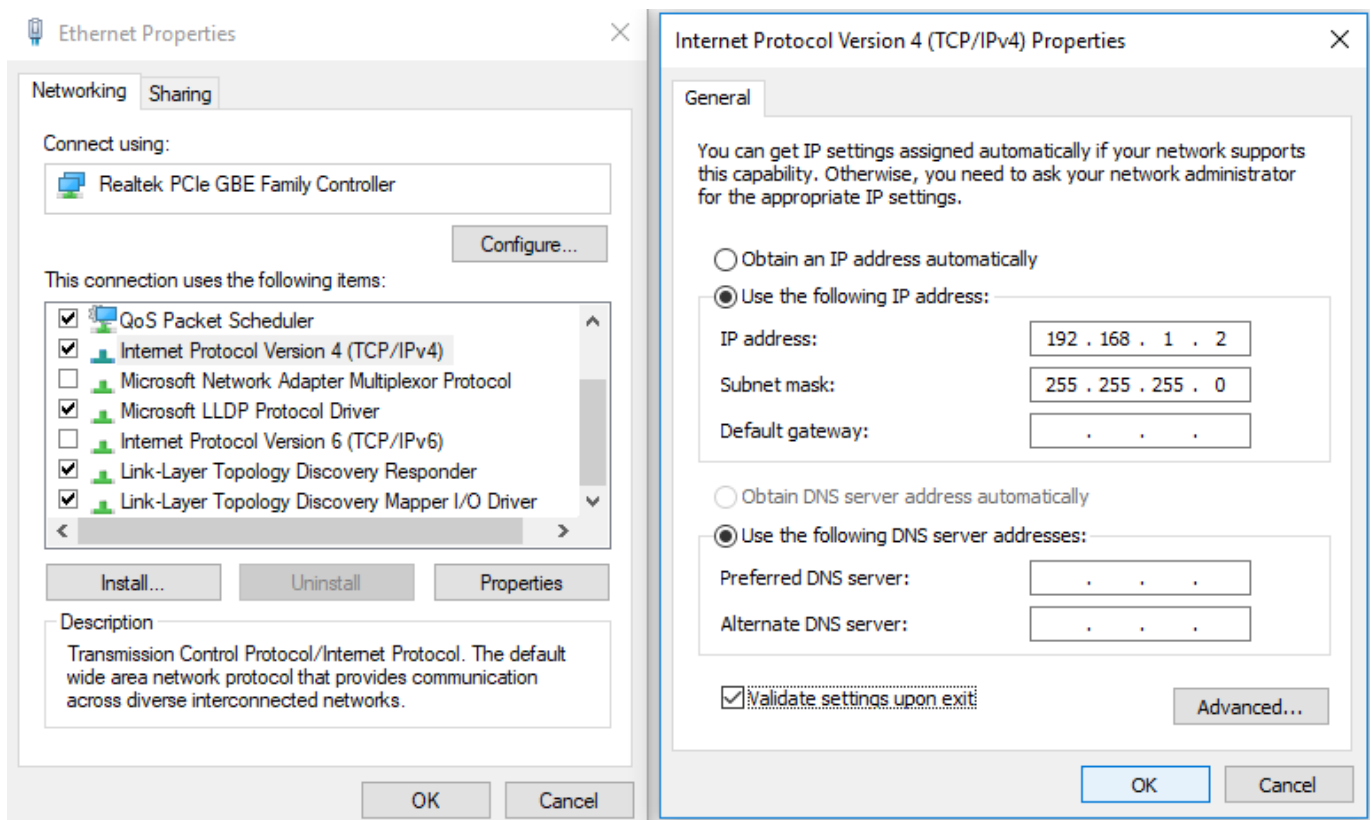 Ethernet Properties
Networking
Sharing
Connect using:
Realtek PCIe GBE Family Controller
Configure...
This connection uses the following items:
QoS Packet Scheduler
Internet Protocol Version 4 (TCP/IPv4)
Microsoft Network Adapter Multiplexor Protocol
Microsoft LLDP Protocol Driver
Internet Protocol Version 6 (TCP/IPv6)
Link-Layer Topology Discovery Responder
Link-Layer Topology Discovery Mapper I/O Driver
Install...
Uninstall
Properties
Description
Transmission Control Protocol/Internet Protocol. The default
wide area network protocol that provides communication
across diverse interconnected networks.
OK
Cancel
Internet Protocol Version 4 (TCP/IPv4) Properties
General
You can get IP settings assigned automatically if your network supports
this capability. Otherwise, you need to ask your network administrator
for the appropriate IP settings.
Obtain an IP address automatically
Use the following IP address:
IP address: 192 . 168 . 1 . 2
Subnet mask: 255 . 255 . 255 . 0
Default gateway: . . .
Obtain DNS server address automatically
Use the following DNS server addresses:
Preferred DNS server: . . .
Alternate DNS server: . . .
Validate settings upon exit
Advanced...
OK
Cancel